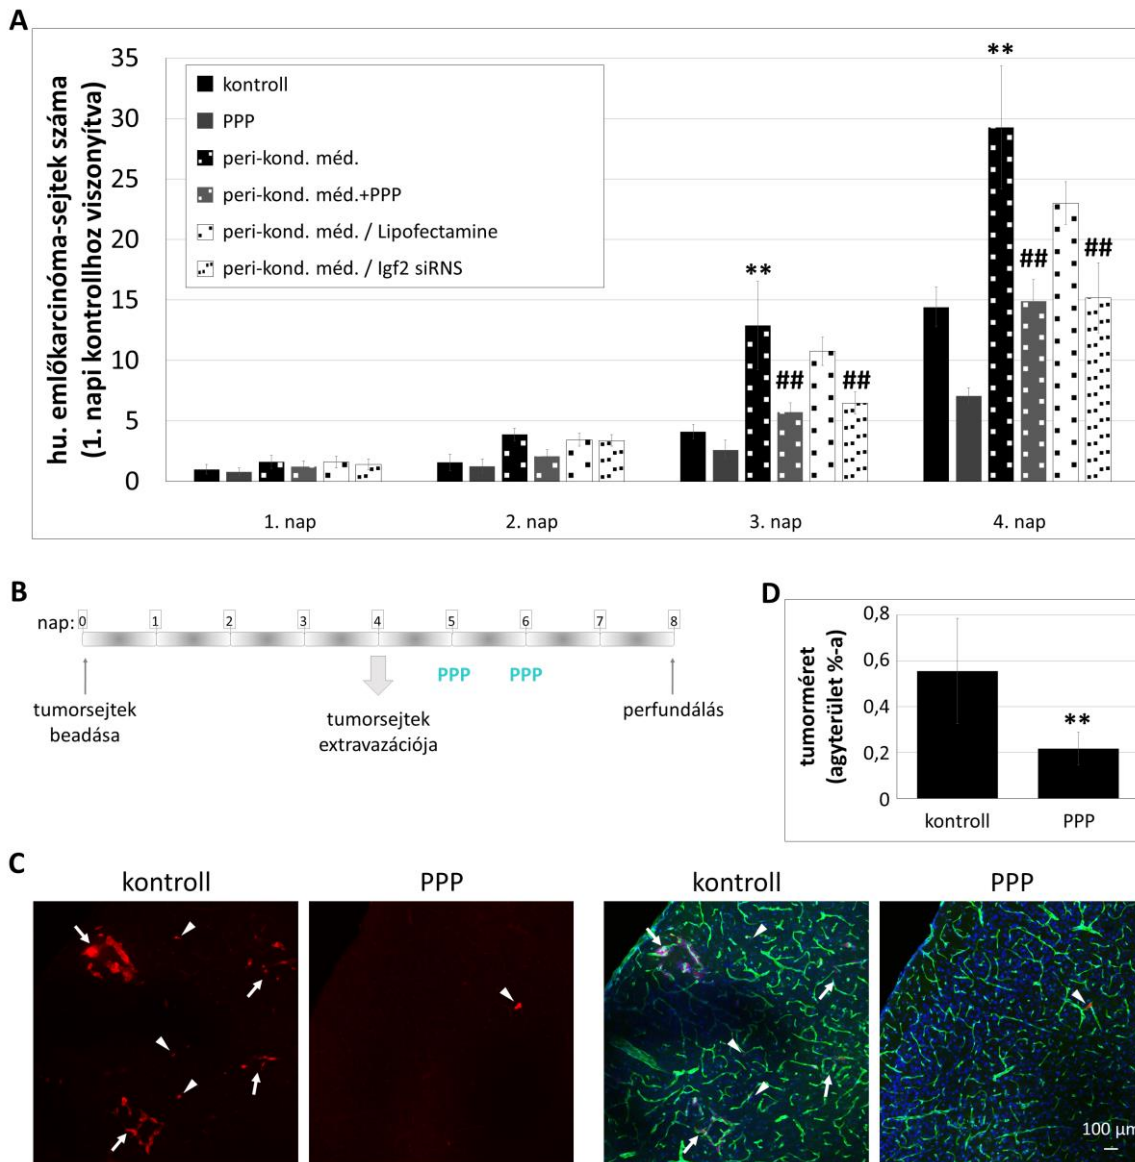 A
hu. emlőkarcinóma-sejtek száma
(1. napi kontrollhoz viszonyítva)
35
30
25
20
15
10
5
0
kontroll
PPP
peri-kond. méd.
peri-kond. méd.+PPP
peri-kond. méd. / Lipofectamine
peri-kond. méd. / Igf2 siRNS
**
##
##
**
##
##
1. nap
2. nap
3. nap
4. nap
B
nap: 0 1 2 3 4 5 6 7 8
PPP PPP
tumorsejtek
beadása
tumorsejtek
extravazációja
perfundálás
D
tumorméret
(agyterület %-a)
0,8
0,6
0,4
0,2
0
**
kontroll
PPP
C
kontroll
PPP
kontroll
PPP
100 µm